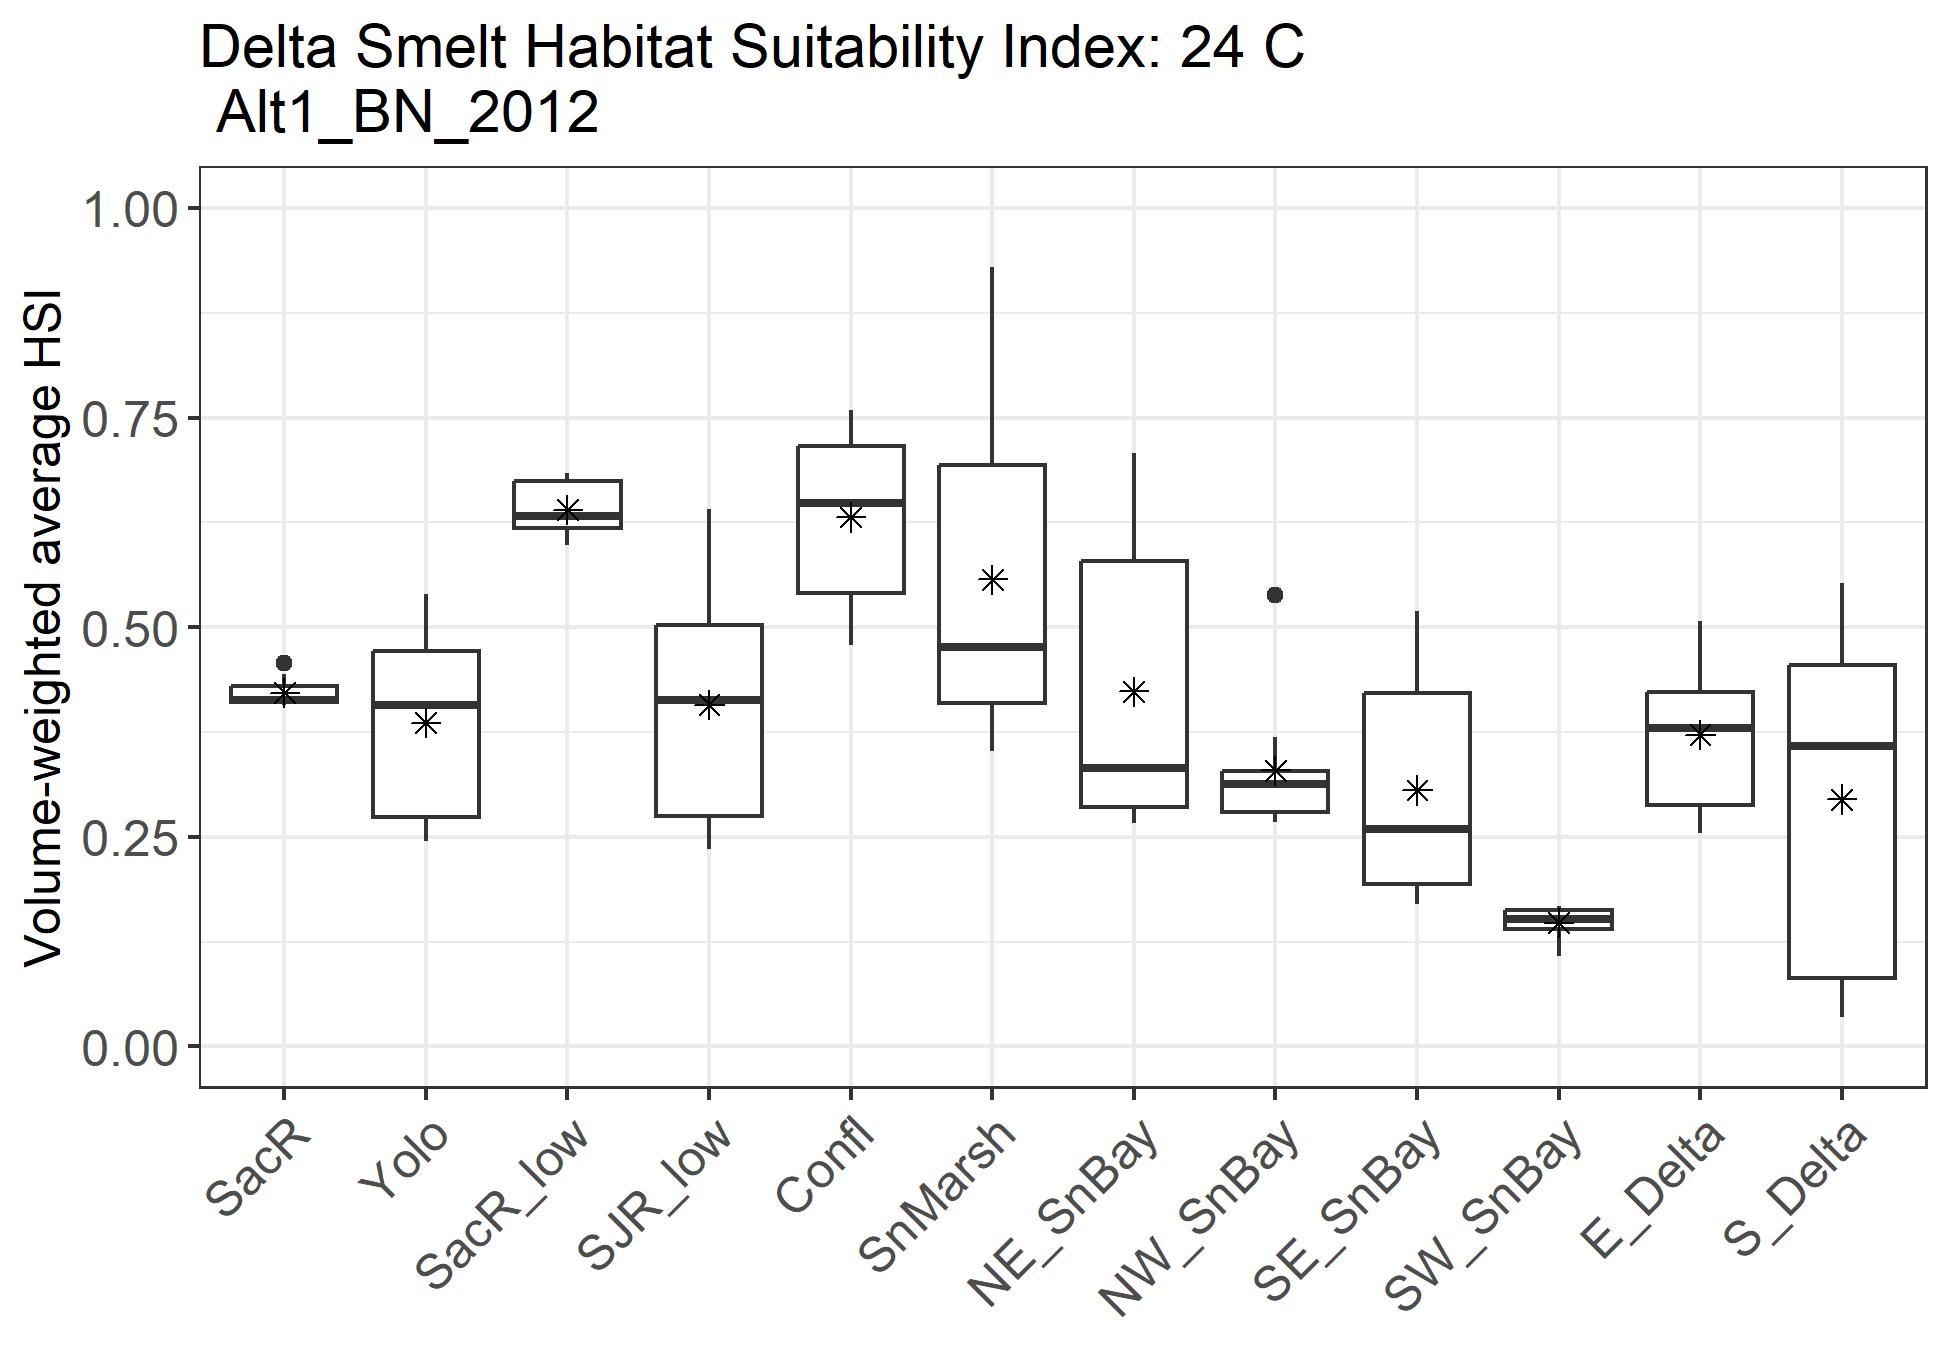 Delta Smelt Habitat Suitability Index: 24 C
Alt1_BN_2012
Volume-weighted average HSI
1.00
0.75
0.50
0.25
0.00
SacR
Yolo
SacR_low
SJR_low
Confl
SnMarsh
NE_SnBay
NW_SnBay
SE_SnBay
SW_SnBay
E_Delta
S_Delta